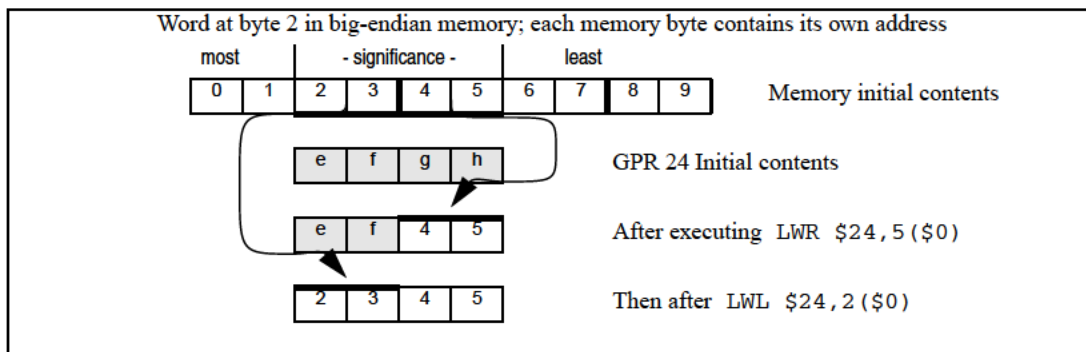 Word at byte 2 in big-endian memory; each memory byte contains its own address
most - significance - least
0 1 2 3 4 5 6 7 8 9 Memory initial contents
e f g h GPR 24 Initial contents
e f 4 5 After executing LWR $24,5($0)
2 3 4 5 Then after LWL $24,2($0)